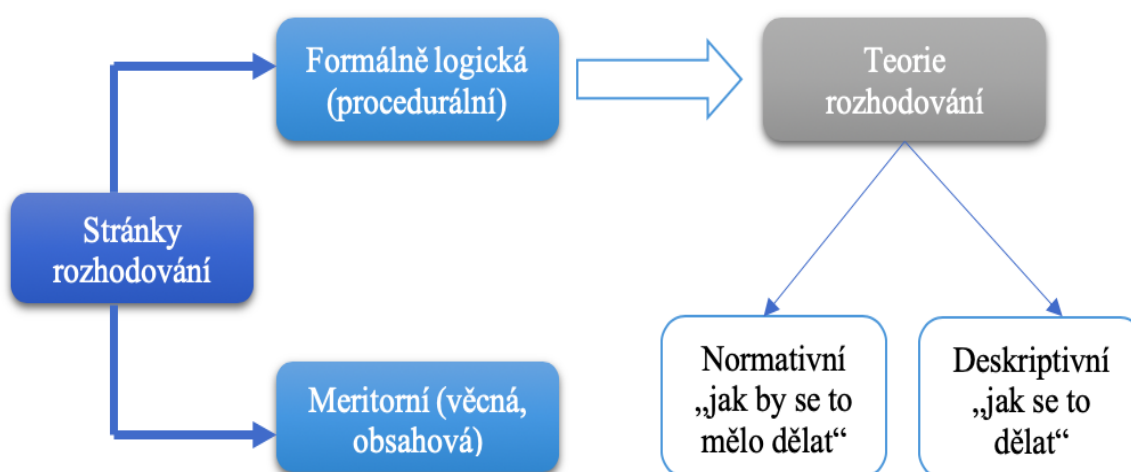 Formálně logická
(procedurální)
Teorie
rozhodování
Stránky
rozhodování
Meritorní (věcná,
obsahová)
Normativní
„jak by se to
mělo dělat“
Deskriptivní
„jak se to
dělat“